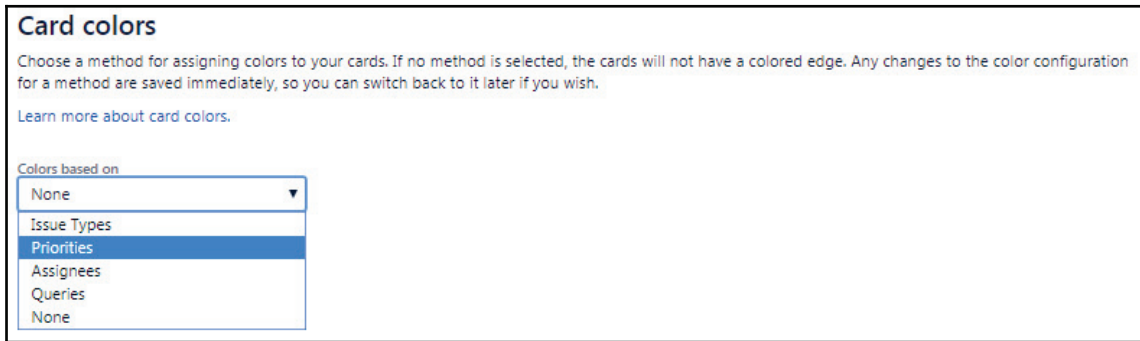 Card colors
Choose a method for assigning colors to your cards. If no method is selected, the cards will not have a colored edge. Any changes to the color configuration
for a method are saved immediately, so you can switch back to it later if you wish.
Learn more about card colors.
Colors based on
None
Issue Types
Priorities
Assignees
Queries
None